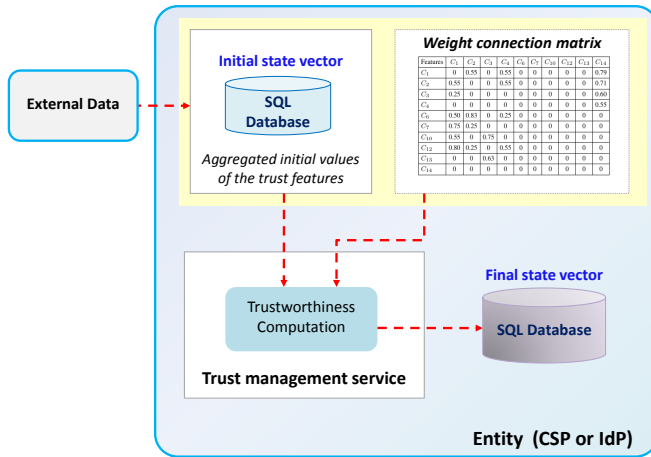 External Data
Initial state vector
SQL
Database
Aggregated initial values
of the trust features
Weight connection matrix
Features C1 C2 C3 C4 C6 C7 C10 C12 C13 C14
C1 0 0.55 0 0.55 0 0 0 0 0 0.79
C2 0.55 0 0 0.55 0 0 0 0 0 0.71
C3 0.25 0 0 0 0 0 0 0 0 0.60
C4 0 0 0 0 0 0 0 0 0 0.55
C6 0.50 0.83 0 0.25 0 0 0 0 0 0
C7 0.75 0.25 0 0 0 0 0 0 0 0
C10 0.55 0 0.75 0 0 0 0 0 0 0
C12 0.80 0.25 0 0.55 0 0 0 0 0 0
C13 0 0 0.63 0 0 0 0 0 0 0
C14 0 0 0 0 0 0 0 0 0 0
Trustworthiness
Computation
Trust management service
Final state vector
SQL Database
Entity (CSP or IdP)